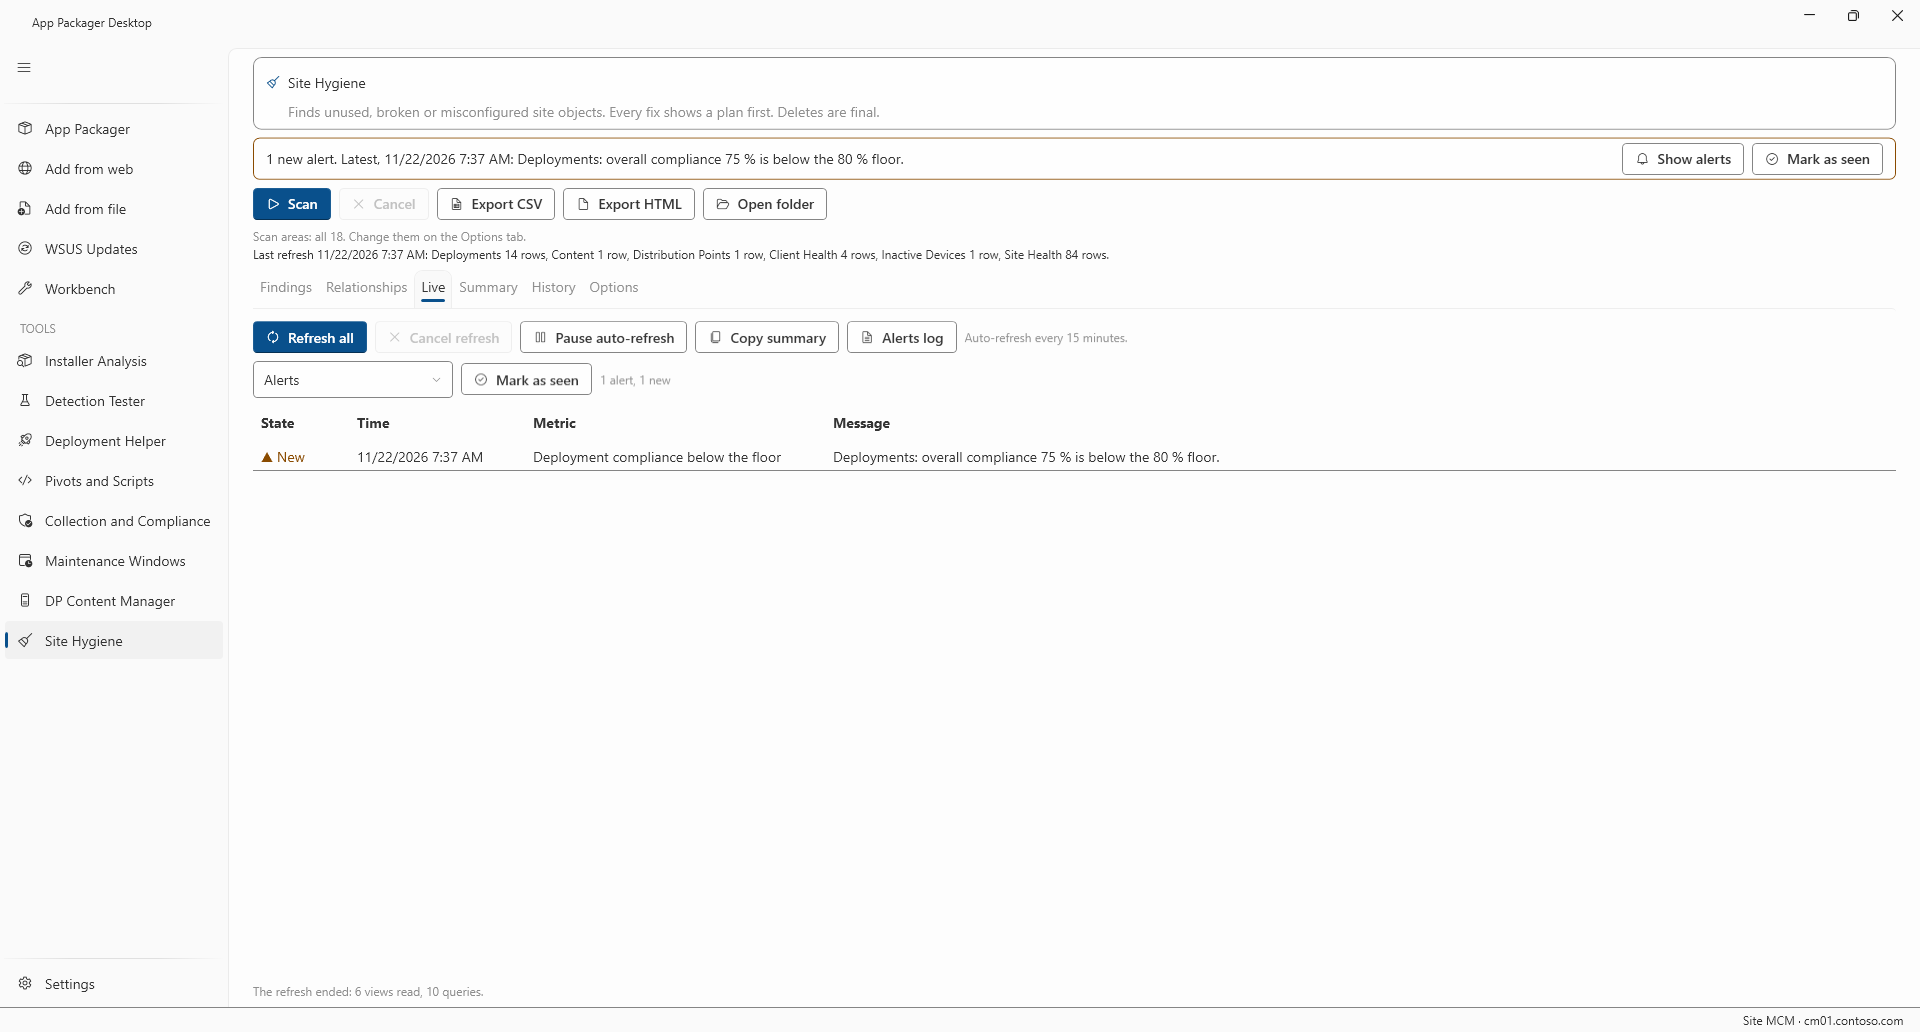 App Packager Desktop
App Packager
Add from web
Add from file
WSUS Updates
Workbench
TOOLS
Installer Analysis
Detection Tester
Deployment Helper
Pivots and Scripts
Collection and Compliance
Maintenance Windows
DP Content Manager
Site Hygiene
Settings
Site Hygiene
Finds unused, broken or misconfigured site objects. Every fix shows a plan first. Deletes are final.
1 new alert. Latest, 11/22/2026 7:37 AM: Deployments: overall compliance 75 % is below the 80 % floor.
Show alerts
Mark as seen
Scan
Cancel
Export CSV
Export HTML
Open folder
Scan areas: all 18. Change them on the Options tab.
Last refresh 11/22/2026 7:37 AM: Deployments 14 rows, Content 1 row, Distribution Points 1 row, Client Health 4 rows, Inactive Devices 1 row, Site Health 84 rows.
Findings Relationships Live Summary History Options
Refresh all
Cancel refresh
Pause auto-refresh
Copy summary
Alerts log
Auto-refresh every 15 minutes.
Alerts
Mark as seen
1 alert, 1 new
State Time Metric Message
New 11/22/2026 7:37 AM Deployment compliance below the floor Deployments: overall compliance 75 % is below the 80 % floor.
The refresh ended: 6 views read, 10 queries.
Site MCM · cm01.contoso.com